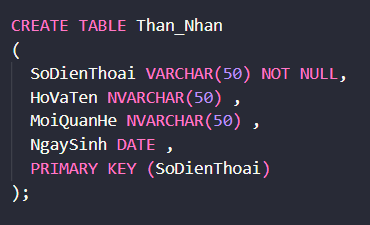 CREATE TABLE Than_Nhan
(
  SoDienThoai VARCHAR(50) NOT NULL,
  HoVaTen NVARCHAR(50) ,
  MoiQuanHe NVARCHAR(50) ,
  NgaySinh DATE ,
  PRIMARY KEY (SoDienThoai)
);